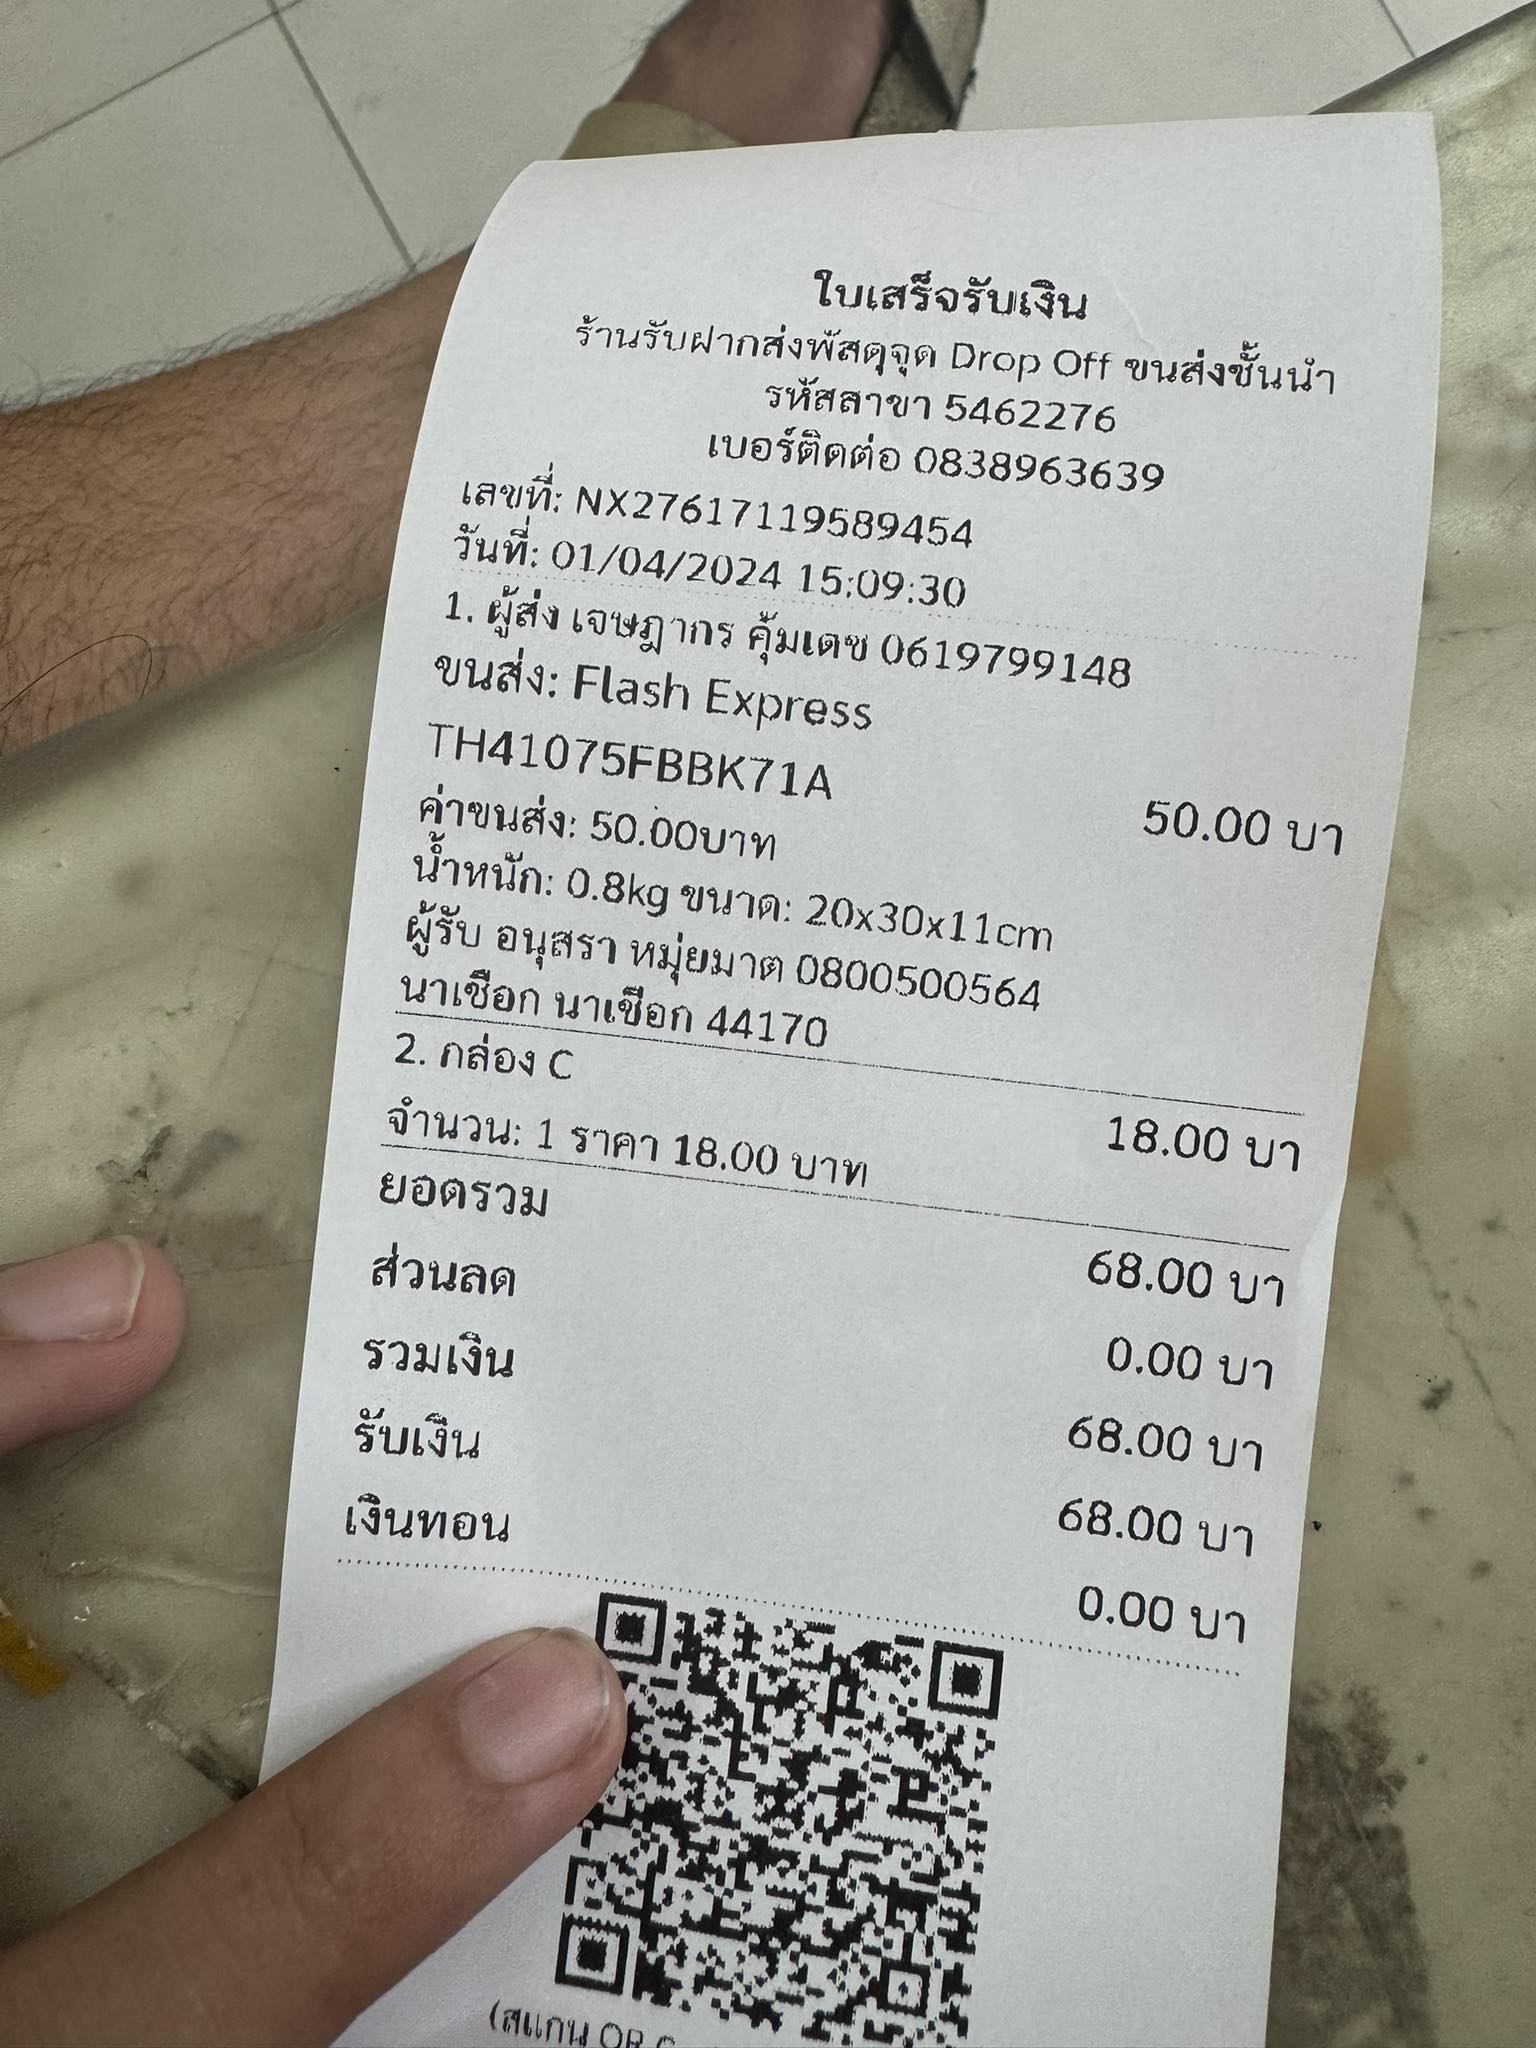 ใบเสร็จรับเงิน
ร้านรับฝากส่งพัสดุจุด Drop Off ขนส่งชั้นนำ
รหัสสาขา 5462276
เบอร์ติดต่อ 0838963639
เลขที่: NX27617119589454
วันที่: 01/04/2024 15:09:30
1. ผู้ส่ง เจษฎากร คุ้มเดช 0619799148
ขนส่ง: Flash Express
TH41075FBBK71A
50.00 บา
ค่าขนส่ง: 50.00บาท
น้ำหนัก: 0.8kg ขนาด: 20x30x11cm
ผู้รับ อนุสรา หมุ่ยมาต 0800500564
นาเชือก นาเชือก 44170
2. กล่อง C
18.00 บา
จำนวน: 1 ราคา 18.00 บาท
ยอดรวม 68.00 บา
ส่วนลด 0.00 บา
รวมเงิน 68.00 บา
รับเงิน 68.00 บา
เงินทอน 0.00 บา
(สแกน QR